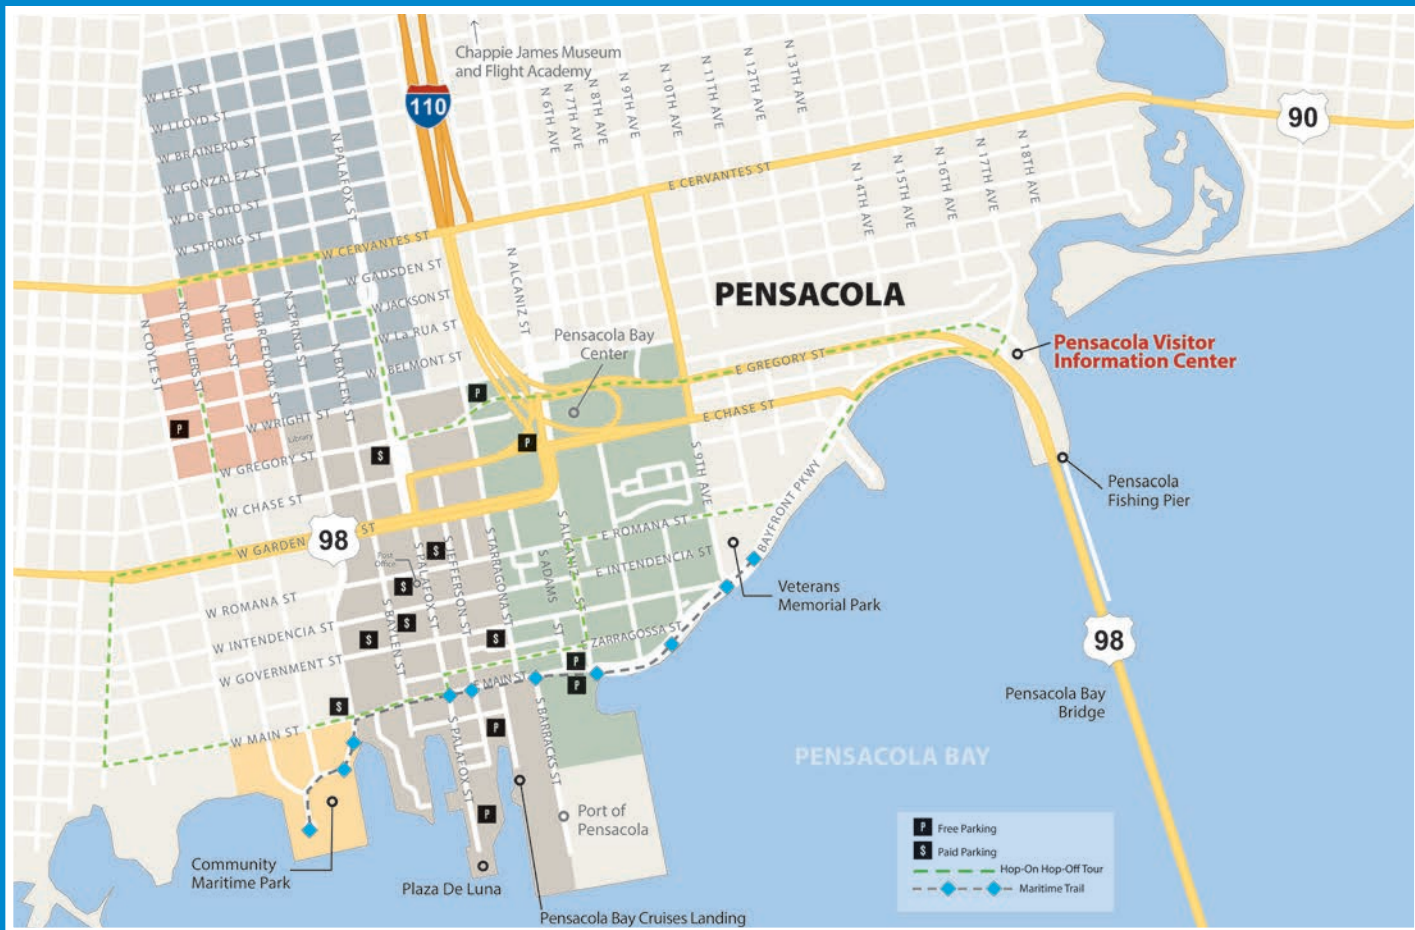 Chappie James Museum
and Flight Academy
110
90
N 6TH AVE
N 7TH AVE
N 8TH AVE
N 9TH AVE
N 10TH AVE
N 11TH AVE
N 12TH AVE
N 13TH AVE
N 14TH AVE
N 15TH AVE
N 16TH AVE
N 17TH AVE
N 18TH AVE
W LEE ST
W LLOYD ST
W BRAINERD ST
W GONZALEZ ST
W De SOTO ST
W STRONG ST
N PALAFOX ST
E CERVANTES ST
W CERVANTES ST
W GADSDEN ST
W JACKSON ST
W La RUA ST
W BELMONT ST
N ALCANIZ ST
PENSACOLA
N COYLE ST
N DeVILIERS ST
N REUS ST
N BARCELONA ST
N SPRING ST
N BAYLEN ST
Pensacola Bay
Center
E GREGORY ST
Pensacola Visitor
Information Center
E CHASE ST
W WRIGHT ST
Library
W GREGORY ST
W CHASE ST
W GARDEN ST
98
S 9TH AVE
BAYFRONT PKWY
Pensacola
Fishing Pier
Post
Office
S PALAFOX ST
S JEFFERSON ST
S TARRAGONA ST
S ADAMS ST
S ALCANIZ ST
E ROMANA ST
E INTENDENCIA ST
ZARRAGOSSA ST
Veterans
Memorial Park
W ROMANA ST
W INTENDENCIA ST
W GOVERNMENT ST
S BAYLEN ST
98
Pensacola Bay
Bridge
E MAIN ST
W MAIN ST
S PALAFOX ST
S BARRACKS ST
PENSACOLA BAY
Port of
Pensacola
Community
Maritime Park
Plaza De Luna
Pensacola Bay Cruises Landing
P Free Parking
$ Paid Parking
Hop-On Hop-Off Tour
Maritime Trail
P
P
P
P
P
P
P
$
$
$
$
$
$
$